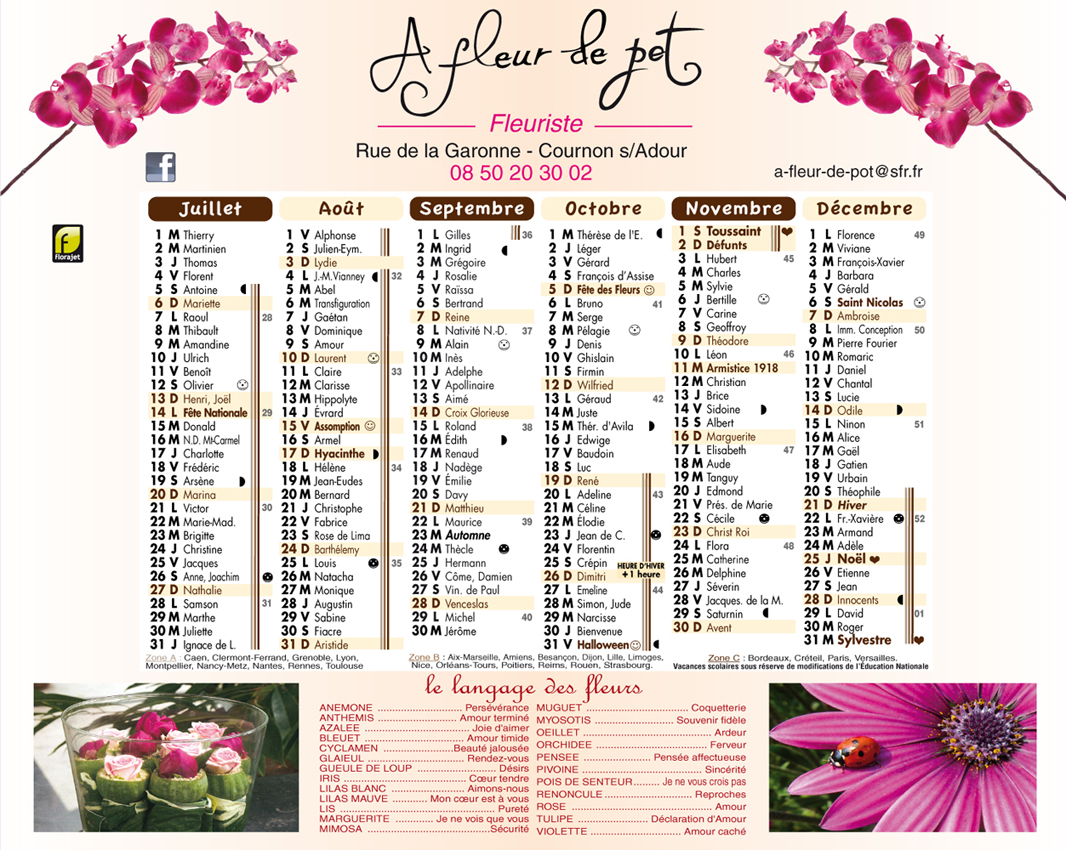 A fleur de pot
Fleuriste
Rue de la Garonne - Cournon s/Adour
08 50 20 30 02
a-fleur-de-pot@sfr.fr
f
florajet
Juillet
1 M Thierry
2 M Martinien
3 J Thomas
4 V Florent
5 S Antoine
6 D Mariette
7 L Raoul 28
8 M Thibault
9 M Amandine
10 J Ulrich
11 V Benoît
12 S Olivier
13 D Henri, Joël
14 L Fête Nationale 29
15 M Donald
16 M N.D. Mt-Carmel
17 J Charlotte
18 V Frédéric
19 S Arsène
20 D Marina
21 L Victor 30
22 M Marie-Mad.
23 M Brigitte
24 J Christine
25 V Jacques
26 S Anne, Joachim
27 D Nathalie
28 L Samson 31
29 M Marthe
30 M Juliette
31 J Ignace de L.
Août
1 V Alphonse
2 S Julien-Eym.
3 D Lydie
4 L J.-M.Vianney 32
5 M Abel
6 M Transfiguration
7 J Gaétan
8 V Dominique
9 S Amour
10 D Laurent
11 L Claire 33
12 M Clarisse
13 M Hippolyte
14 J Évrard
15 V Assomption
16 S Armel
17 D Hyacinthe
18 L Hélène 34
19 M Jean-Eudes
20 M Bernard
21 J Christophe
22 V Fabrice
23 S Rose de Lima
24 D Barthélemy
25 L Louis 35
26 M Natacha
27 M Monique
28 J Augustin
29 V Sabine
30 S Fiacre
31 D Aristide
Septembre
1 L Gilles 36
2 M Ingrid
3 M Grégoire
4 J Rosalie
5 V Raïssa
6 S Bertrand
7 D Reine
8 L Nativité N.-D. 37
9 M Alain
10 M Inès
11 J Adelphe
12 V Apollinaire
13 S Aimé
14 D Croix Glorieuse
15 L Roland 38
16 M Édith
17 M Renaud
18 J Nadège
19 V Émilie
20 S Davy
21 D Matthieu
22 L Maurice 39
23 M Automne
24 M Thècle
25 J Hermann
26 V Côme, Damien
27 S Vin. de Paul
28 D Venceslas
29 L Michel 40
30 M Jérôme
Octobre
1 M Thérèse de l'E.
2 J Léger
3 V Gérard
4 S François d'Assise
5 D Fête des Fleurs
6 L Bruno 41
7 M Serge
8 M Pélagie
9 J Denis
10 V Ghislain
11 S Firmin
12 D Wilfried
13 L Géraud 42
14 M Juste
15 M Thér. d'Avila
16 J Edwige
17 V Baudoin
18 S Luc
19 D René
20 L Adeline 43
21 M Céline
22 M Élodie
23 J Jean de C.
24 V Florentin
25 S Crépin
HEURE D'HIVER
26 D Dimitri +1 heure
27 L Emeline 44
28 M Simon, Jude
29 M Narcisse
30 J Bienvenue
31 V Halloween
Novembre
1 S Toussaint
2 D Défunts
3 L Hubert 45
4 M Charles
5 M Sylvie
6 J Bertille
7 V Carine
8 S Geoffroy
9 D Théodore
10 L Léon 46
11 M Armistice 1918
12 M Christian
13 J Brice
14 V Sidoine
15 S Albert
16 D Marguerite
17 L Elisabeth 47
18 M Aude
19 M Tanguy
20 J Edmond
21 V Prés. de Marie
22 S Cécile
23 D Christ Roi
24 L Flora 48
25 M Catherine
26 M Delphine
27 J Séverin
28 V Jacques. de la M.
29 S Saturnin
30 D Avent
Décembre
1 L Florence 49
2 M Viviane
3 M François-Xavier
4 J Barbara
5 V Gérald
6 S Saint Nicolas
7 D Ambroise
8 L Imm. Conception 50
9 M Pierre Fourier
10 M Romaric
11 J Daniel
12 V Chantal
13 S Lucie
14 D Odile
15 L Ninon 51
16 M Alice
17 M Gaël
18 J Gatien
19 V Urbain
20 S Théophile
21 D Hiver
22 L Fr.-Xavière 52
23 M Armand
24 M Adèle
25 J Noël
26 V Etienne
27 S Jean
28 D Innocents
29 L David 01
30 M Roger
31 M Sylvestre
Zone A : Caen, Clermont-Ferrand, Grenoble, Lyon,
Montpellier, Nancy-Metz, Nantes, Rennes, Toulouse
Zone B : Aix-Marseille, Amiens, Besançon, Dijon, Lille, Limoges,
Nice, Orléans-Tours, Poitiers, Reims, Rouen, Strasbourg.
Zone C : Bordeaux, Créteil, Paris, Versailles.
Vacances scolaires sous réserve de modifications de l'Éducation Nationale
le langage des fleurs
ANEMONE ........ Persévérance
ANTHEMIS ........ Amour terminé
AZALEE ........ Joie d'aimer
BLEUET ........ Amour timide
CYCLAMEN ........ Beauté jalousée
GLAIEUL ........ Rendez-vous
GUEULE DE LOUP ........ Désirs
IRIS ........ Cœur tendre
LILAS BLANC ........ Aimons-nous
LILAS MAUVE ........ Mon cœur est à vous
LIS ........ Pureté
MARGUERITE ........ Je ne vois que vous
MIMOSA ........ Sécurité
MUGUET ........ Coquetterie
MYOSOTIS ........ Souvenir fidèle
OEILLET ........ Ardeur
ORCHIDEE ........ Ferveur
PENSEE ........ Pensée affectueuse
PIVOINE ........ Sincérité
POIS DE SENTEUR ........ Je ne vous crois pas
RENONCULE ........ Reproches
ROSE ........ Amour
TULIPE ........ Déclaration d'Amour
VIOLETTE ........ Amour caché